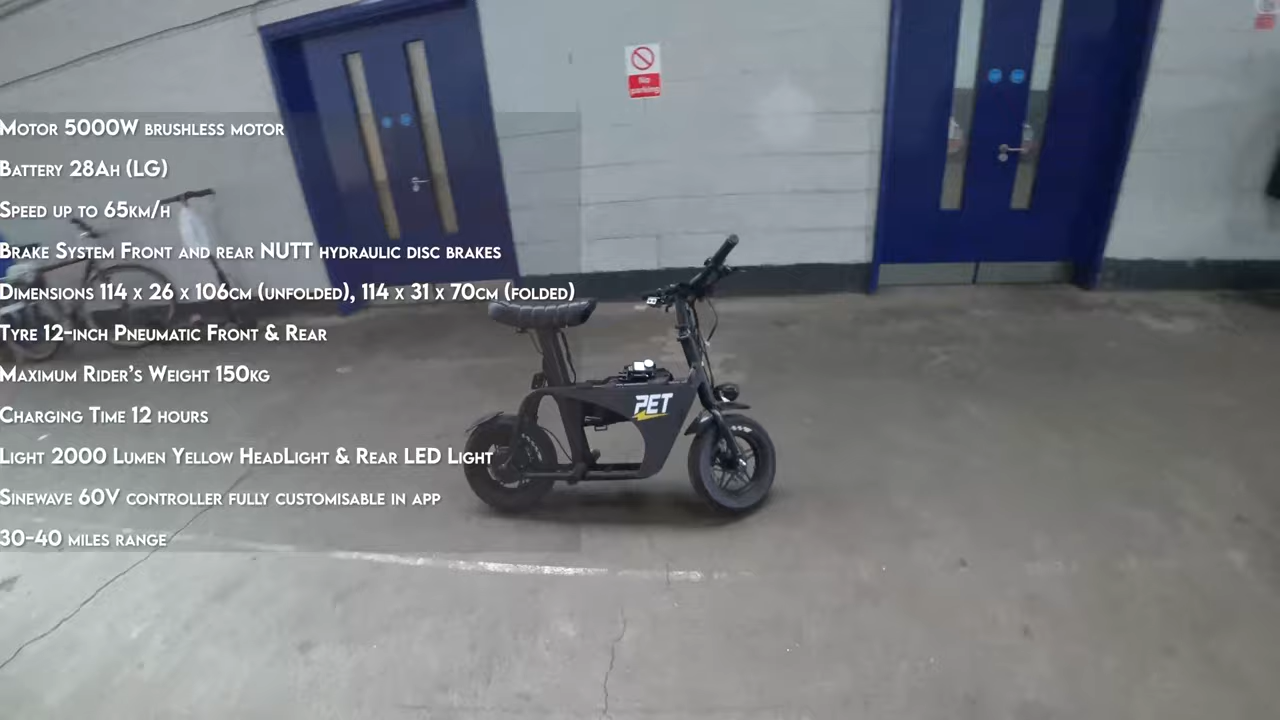 No
parking
Motor 5000W brushless motor
Battery 28Ah (LG)
Speed up to 65km/h
Brake System Front and rear NUTT hydraulic disc brakes
Dimensions 114 x 26 x 106cm (unfolded), 114 x 31 x 70cm (folded)
Tyre 12-inch Pneumatic Front & Rear
Maximum Rider's Weight 150kg
Charging Time 12 hours
Light 2000 Lumen Yellow HeadLight & Rear LED Light
Sinewave 60V controller fully customisable in app
30-40 miles range
PET